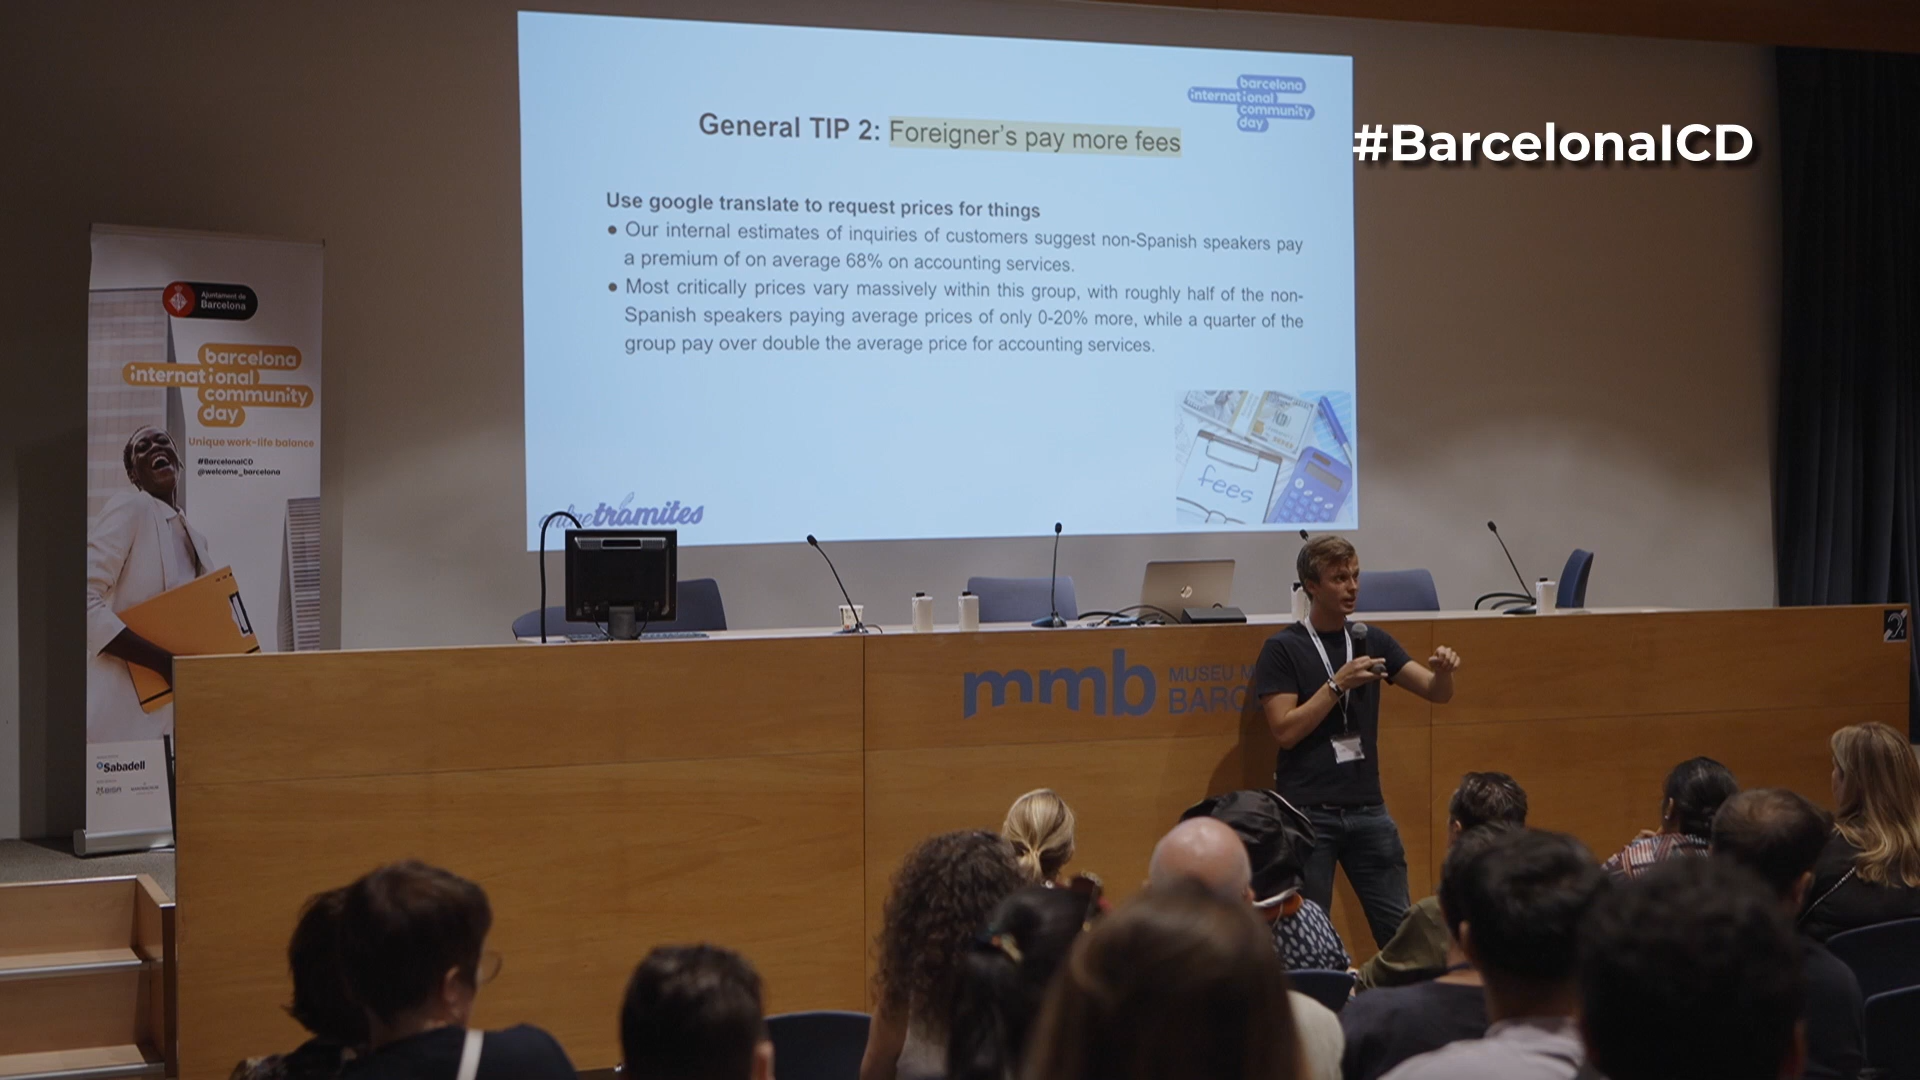 barcelona
international
community
day
General TIP 2: Foreigner's pay more fees
#BarcelonaICD
Use google translate to request prices for things
• Our internal estimates of inquiries of customers suggest non-Spanish speakers pay
a premium of on average 68% on accounting services.
• Most critically prices vary massively within this group, with roughly half of the non-
Spanish speakers paying average prices of only 0-20% more, while a quarter of the
group pay over double the average price for accounting services.
fees
entretrámites
Ajuntament de
Barcelona
barcelona
international
community
day
Unique work-life balance
#BarcelonaICD
@welcome_barcelona
Sabadell
mmb
MUSEU M
BARC